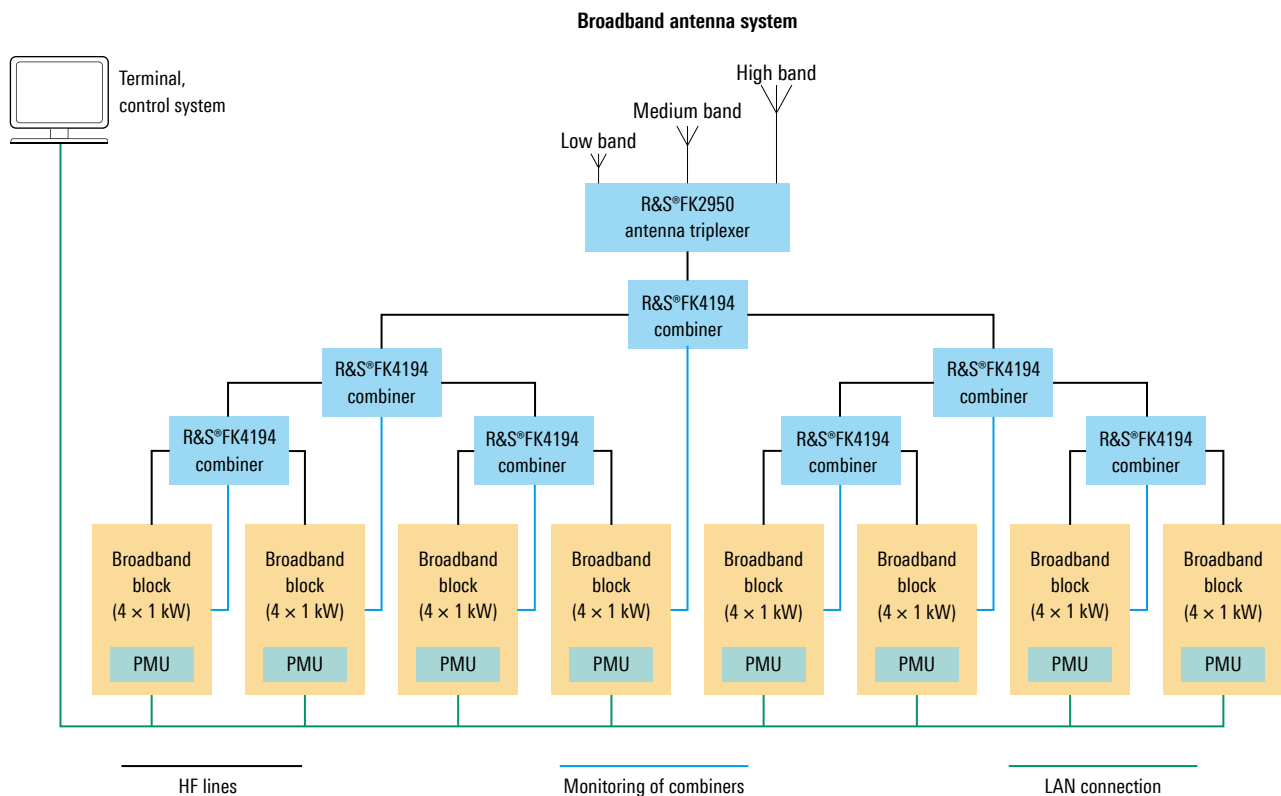 Broadband antenna system
Terminal,
control system
High band
Medium band
Low band
R&S®FK2950
antenna triplexer
R&S®FK4194
combiner
R&S®FK4194
combiner
R&S®FK4194
combiner
R&S®FK4194
combiner
R&S®FK4194
combiner
R&S®FK4194
combiner
R&S®FK4194
combiner
Broadband
block
(4 × 1 kW)
PMU
Broadband
block
(4 × 1 kW)
PMU
Broadband
block
(4 × 1 kW)
PMU
Broadband
block
(4 × 1 kW)
PMU
Broadband
block
(4 × 1 kW)
PMU
Broadband
block
(4 × 1 kW)
PMU
Broadband
block
(4 × 1 kW)
PMU
Broadband
block
(4 × 1 kW)
PMU
HF lines
Monitoring of combiners
LAN connection